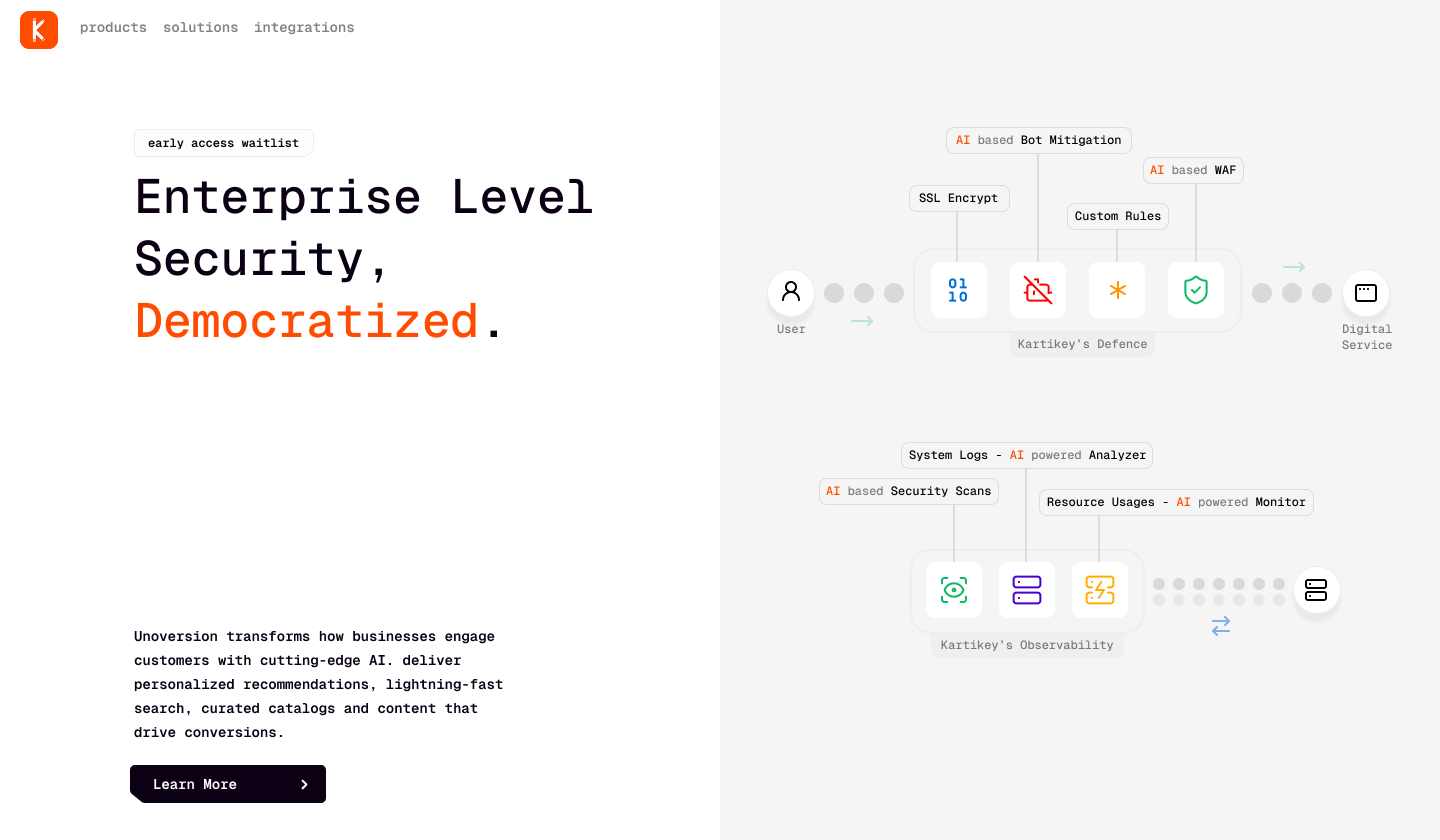 K
products solutions integrations
early access waitlist
Enterprise Level
Security,
Democratized.
Unoversion transforms how businesses engage
customers with cutting-edge AI. deliver
personalized recommendations, lightning-fast
search, curated catalogs and content that
drive conversions.
Learn More
AI based Bot Mitigation
AI based WAF
SSL Encrypt
Custom Rules
01
10
User
Digital
Service
Kartikey's Defence
System Logs - AI powered Analyzer
AI based Security Scans
Resource Usages - AI powered Monitor
Kartikey's Observability